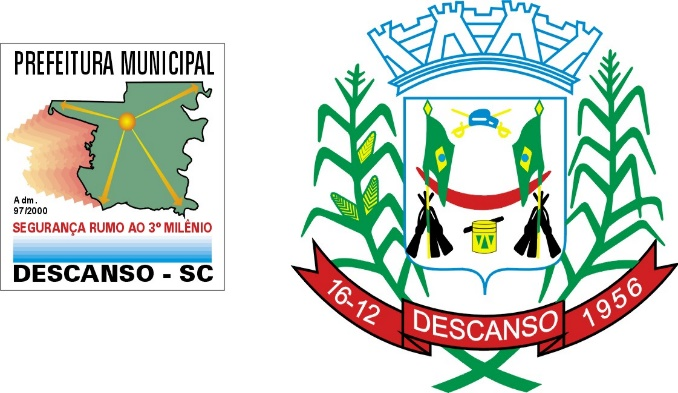 PREFEITURA MUNICIPAL
Adm.
97/2000
SEGURANÇA RUMO AO 3º MILÊNIO
DESCANSO - SC
16-12 DESCANSO 1956